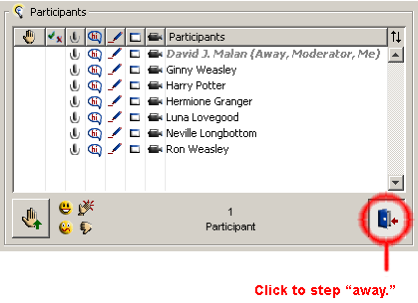 Participants
Participants
David J. Malan (Away, Moderator, Me)
Ginny Weasley
Harry Potter
Hermione Granger
Luna Lovegood
Neville Longbottom
Ron Weasley
1
Participant
Click to step “away.”